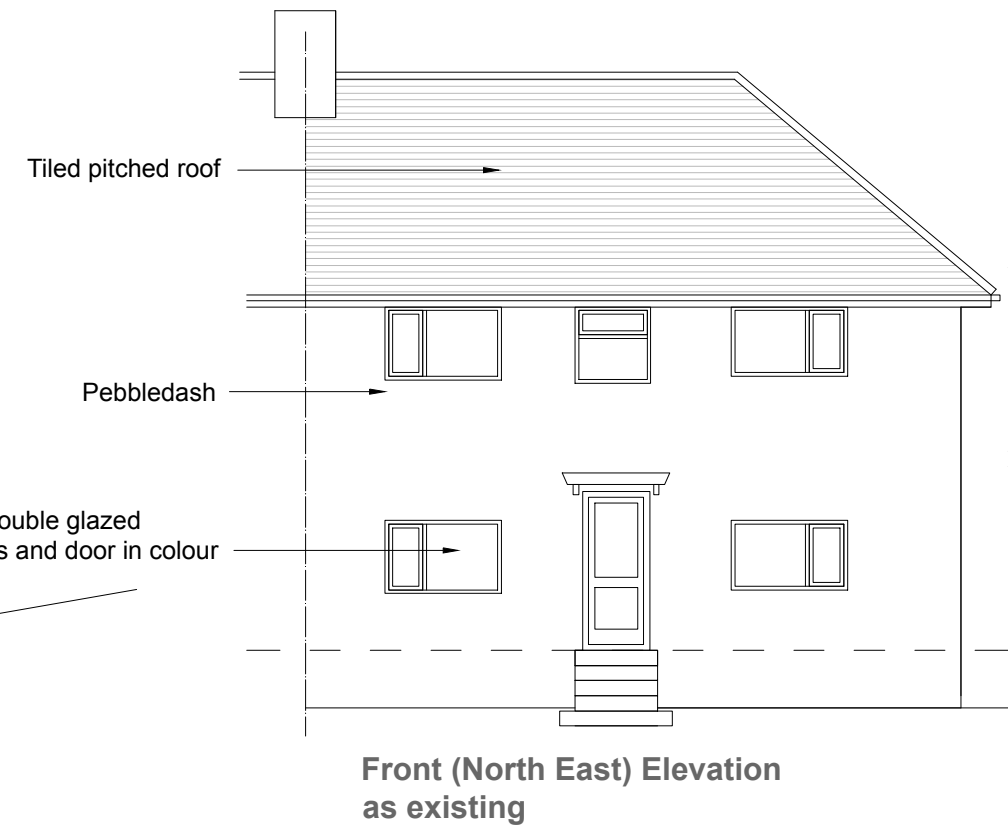 Tiled pitched roof
Pebbledash
ouble glazed
s and door in colour
Front (North East) Elevation
as existing